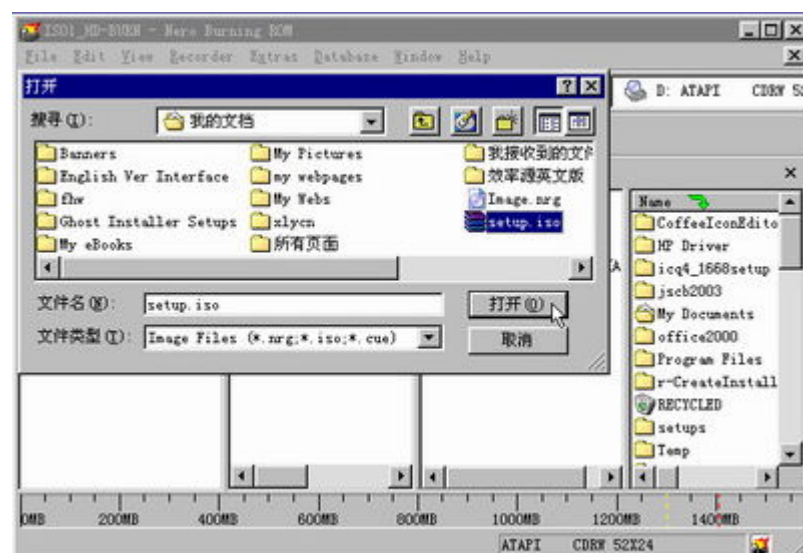 ISO1_HD-BURN - Nero Burning ROM
File Edit View Recorder Extras Database Window Help
打开
D: ATAPI CDRW 52
搜寻(I):
我的文档
Banners
English Ver Interface
fhw
Ghost Installer Setups
My eBooks
My Pictures
my webpages
My Webs
xlycn
所有页面
我接收到的文件
效率源英文版
Image.nrg
setup.iso
文件名(N): setup.iso
打开(O)
文件类型(T): Image Files (*.nrg;*.iso;*.cue)
取消
Name
CoffeeIconEdito
HP Driver
icq4_1668setup
jscb2003
My Documents
office2000
Program Files
r-CreateInstall
RECYCLED
setups
Temp
0MB 200MB 400MB 600MB 800MB 1000MB 1200MB 1400MB
ATAPI CDRW 52X24